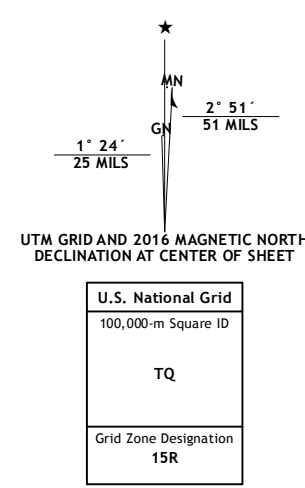 ★
MN
GN
2° 51´
51 MILS
1° 24´
25 MILS
UTM GRID AND 2016 MAGNETIC NORTH
DECLINATION AT CENTER OF SHEET
U.S. National Grid
100,000-m Square ID
TQ
Grid Zone Designation
15R